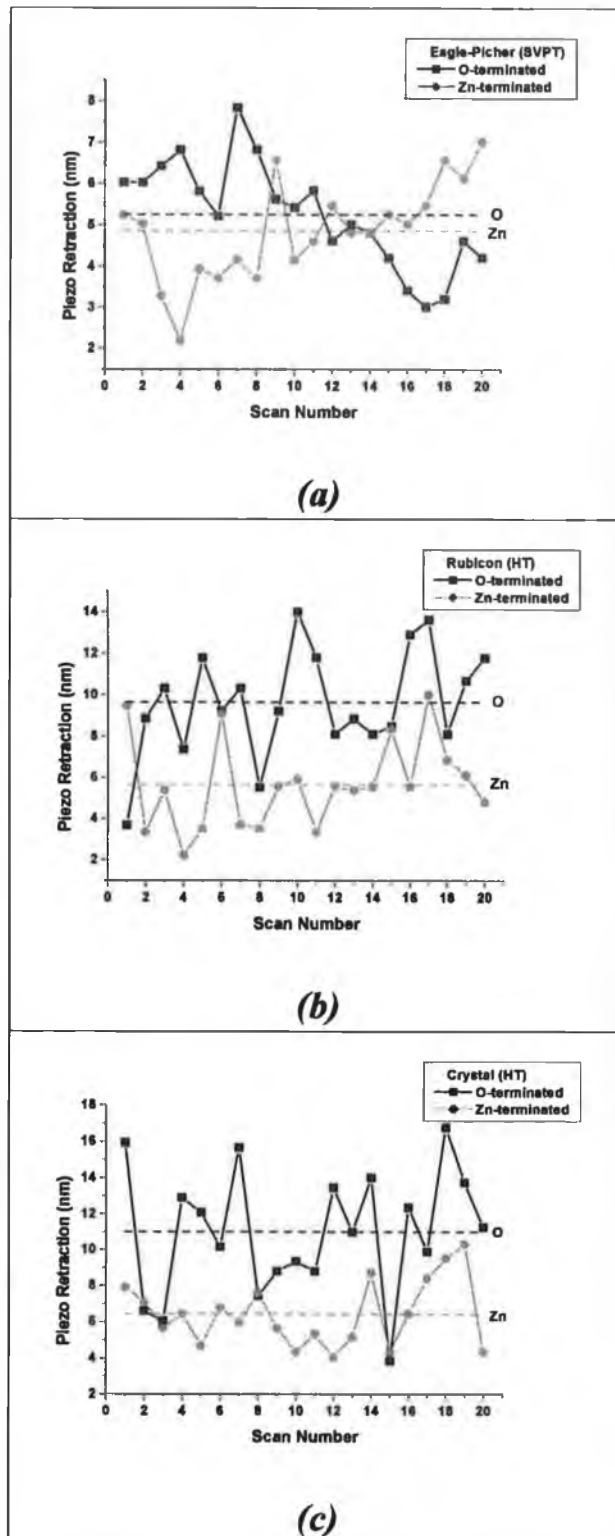 Eagle-Picher (SVPT)
O-terminated
Zn-terminated
Piezo Retraction (nm)
8
7
6
5
4
3
2
O
Zn
0 2 4 6 8 10 12 14 16 18 20
Scan Number
(a)
Rubicon (HT)
O-terminated
Zn-terminated
Piezo Retraction (nm)
14
12
10
8
6
4
2
O
Zn
0 2 4 6 8 10 12 14 16 18 20
Scan Number
(b)
Crystal (HT)
O-terminated
Zn-terminated
Piezo Retraction (nm)
18
16
14
12
10
8
6
4
2
O
Zn
0 2 4 6 8 10 12 14 16 18 20
Scan Number
(c)